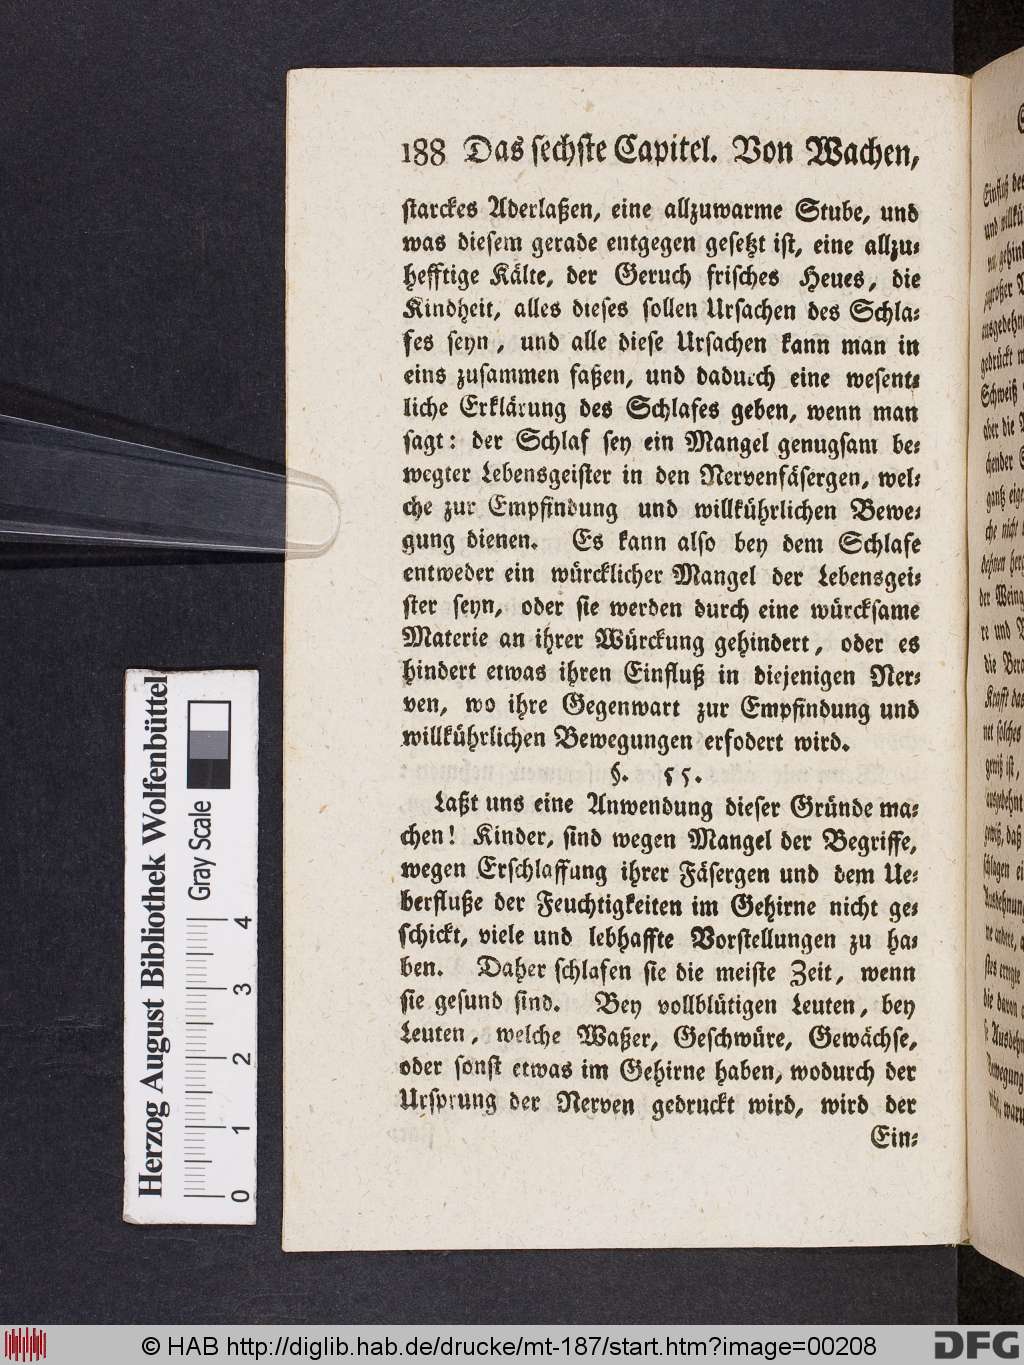 188 Das ſechſte Capitel. Von Wachen,
ſtarckes Aderlaßen, eine allzuwarme Stube, und
was dieſem gerade entgegen geſetzt iſt, eine allzu-
hefftige Kälte, der Geruch friſches Heues, die
Kindheit, alles dieſes ſollen Urſachen des Schla-
fes ſeyn, und alle dieſe Urſachen kann man in
eins zuſammen faßen, und dadurch eine weſent-
liche Erklärung des Schlafes geben, wenn man
ſagt: der Schlaf ſey ein Mangel genugſam be-
wegter Lebensgeiſter in den Nervenfäſergen, wel-
che zur Empfindung und willkührlichen Bewe-
gung dienen. Es kann alſo bey dem Schlafe
entweder ein würcklicher Mangel der Lebensgei-
ſter ſeyn, oder ſie werden durch eine würckſame
Materie an ihrer Würckung gehindert, oder es
hindert etwas ihren Einfluß in diejenigen Ner-
ven, wo ihre Gegenwart zur Empfindung und
willkührlichen Bewegungen erfodert wird.
§. 55.
Laßt uns eine Anwendung dieſer Gründe ma-
chen! Kinder, ſind wegen Mangel der Begriffe,
wegen Erſchlaffung ihrer Fäſergen und dem Ue-
berfluße der Feuchtigkeiten im Gehirne nicht ge-
ſchickt, viele und lebhaffte Vorſtellungen zu ha-
ben. Daher ſchlafen ſie die meiſte Zeit, wenn
ſie geſund ſind. Bey vollblütigen Leuten, bey
Leuten, welche Waßer, Geſchwüre, Gewächſe,
oder ſonſt etwas im Gehirne haben, wodurch der
Urſprung der Nerven gedruckt wird, wird der
Ein-
Herzog August Bibliothek Wolfenbüttel
Gray Scale
0 1 2 3 4
© HAB http://diglib.hab.de/drucke/mt-187/start.htm?image=00208
DFG